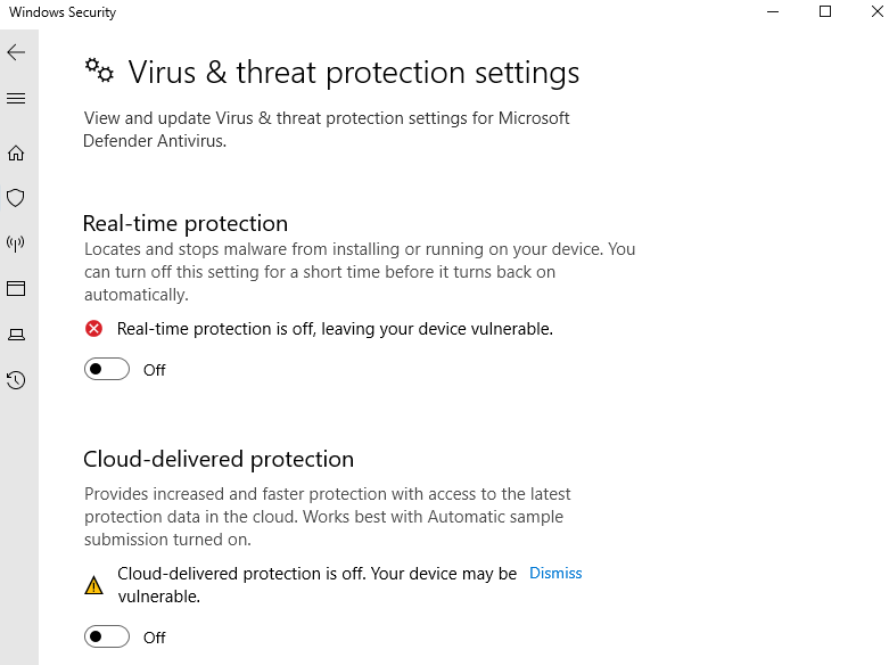 Windows Security
Virus & threat protection settings
View and update Virus & threat protection settings for Microsoft
Defender Antivirus.
Real-time protection
Locates and stops malware from installing or running on your device. You
can turn off this setting for a short time before it turns back on
automatically.
Real-time protection is off, leaving your device vulnerable.
Off
Cloud-delivered protection
Provides increased and faster protection with access to the latest
protection data in the cloud. Works best with Automatic sample
submission turned on.
Cloud-delivered protection is off. Your device may be Dismiss
vulnerable.
Off